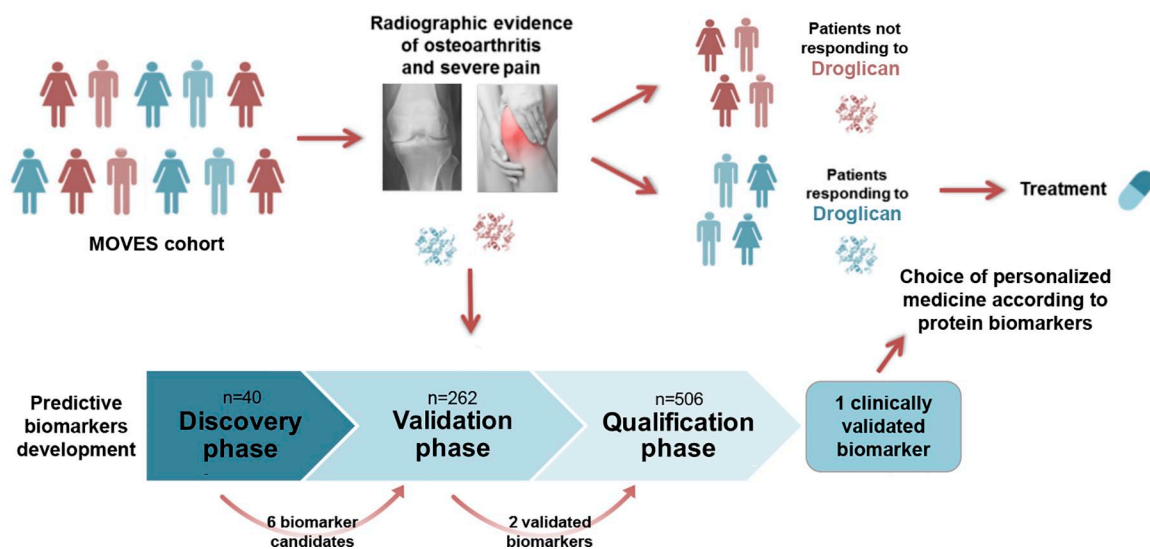 Radiographic evidence
of osteoarthritis
and severe pain
Patients not
responding to
Droglican
MOVES cohort
Patients
responding to
Droglican
Treatment
Choice of personalized
medicine according to
protein biomarkers
Predictive
biomarkers
development
n=40
Discovery
phase
n=262
Validation
phase
n=506
Qualification
phase
1 clinically
validated
biomarker
6 biomarker
candidates
2 validated
biomarkers